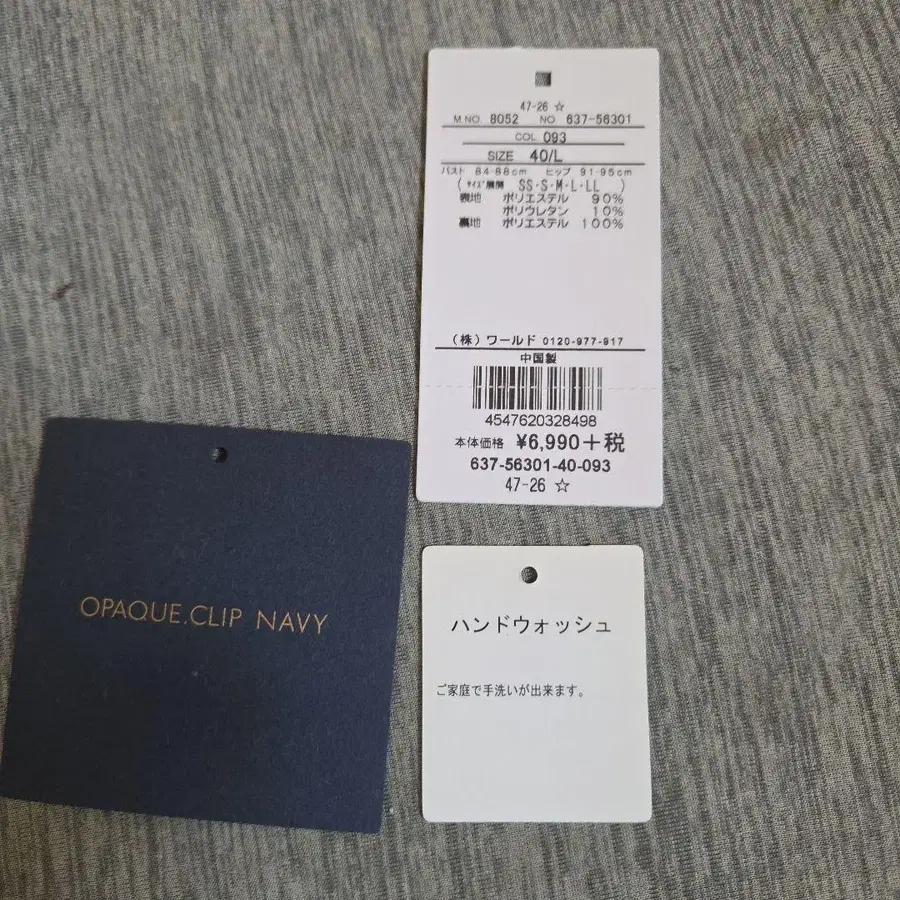 47-26 ☆
M.NO. 8052 NO 637-56301
COL 093
SIZE 40/L
バスト 84-88cm ヒップ 91-95cm
( ｻｲｽﾞ展開 SS・S・M・L・LL )
表地 ポリエステル 90%
ポリウレタン 10%
裏地 ポリエステル 100%
(株) ワールド 0120-977-917
中国製
4547620328498
本体価格 ¥6,990+税
637-56301-40-093
47-26 ☆
OPAQUE.CLIP NAVY
ハンドウォッシュ
ご家庭で手洗いが出来ます。